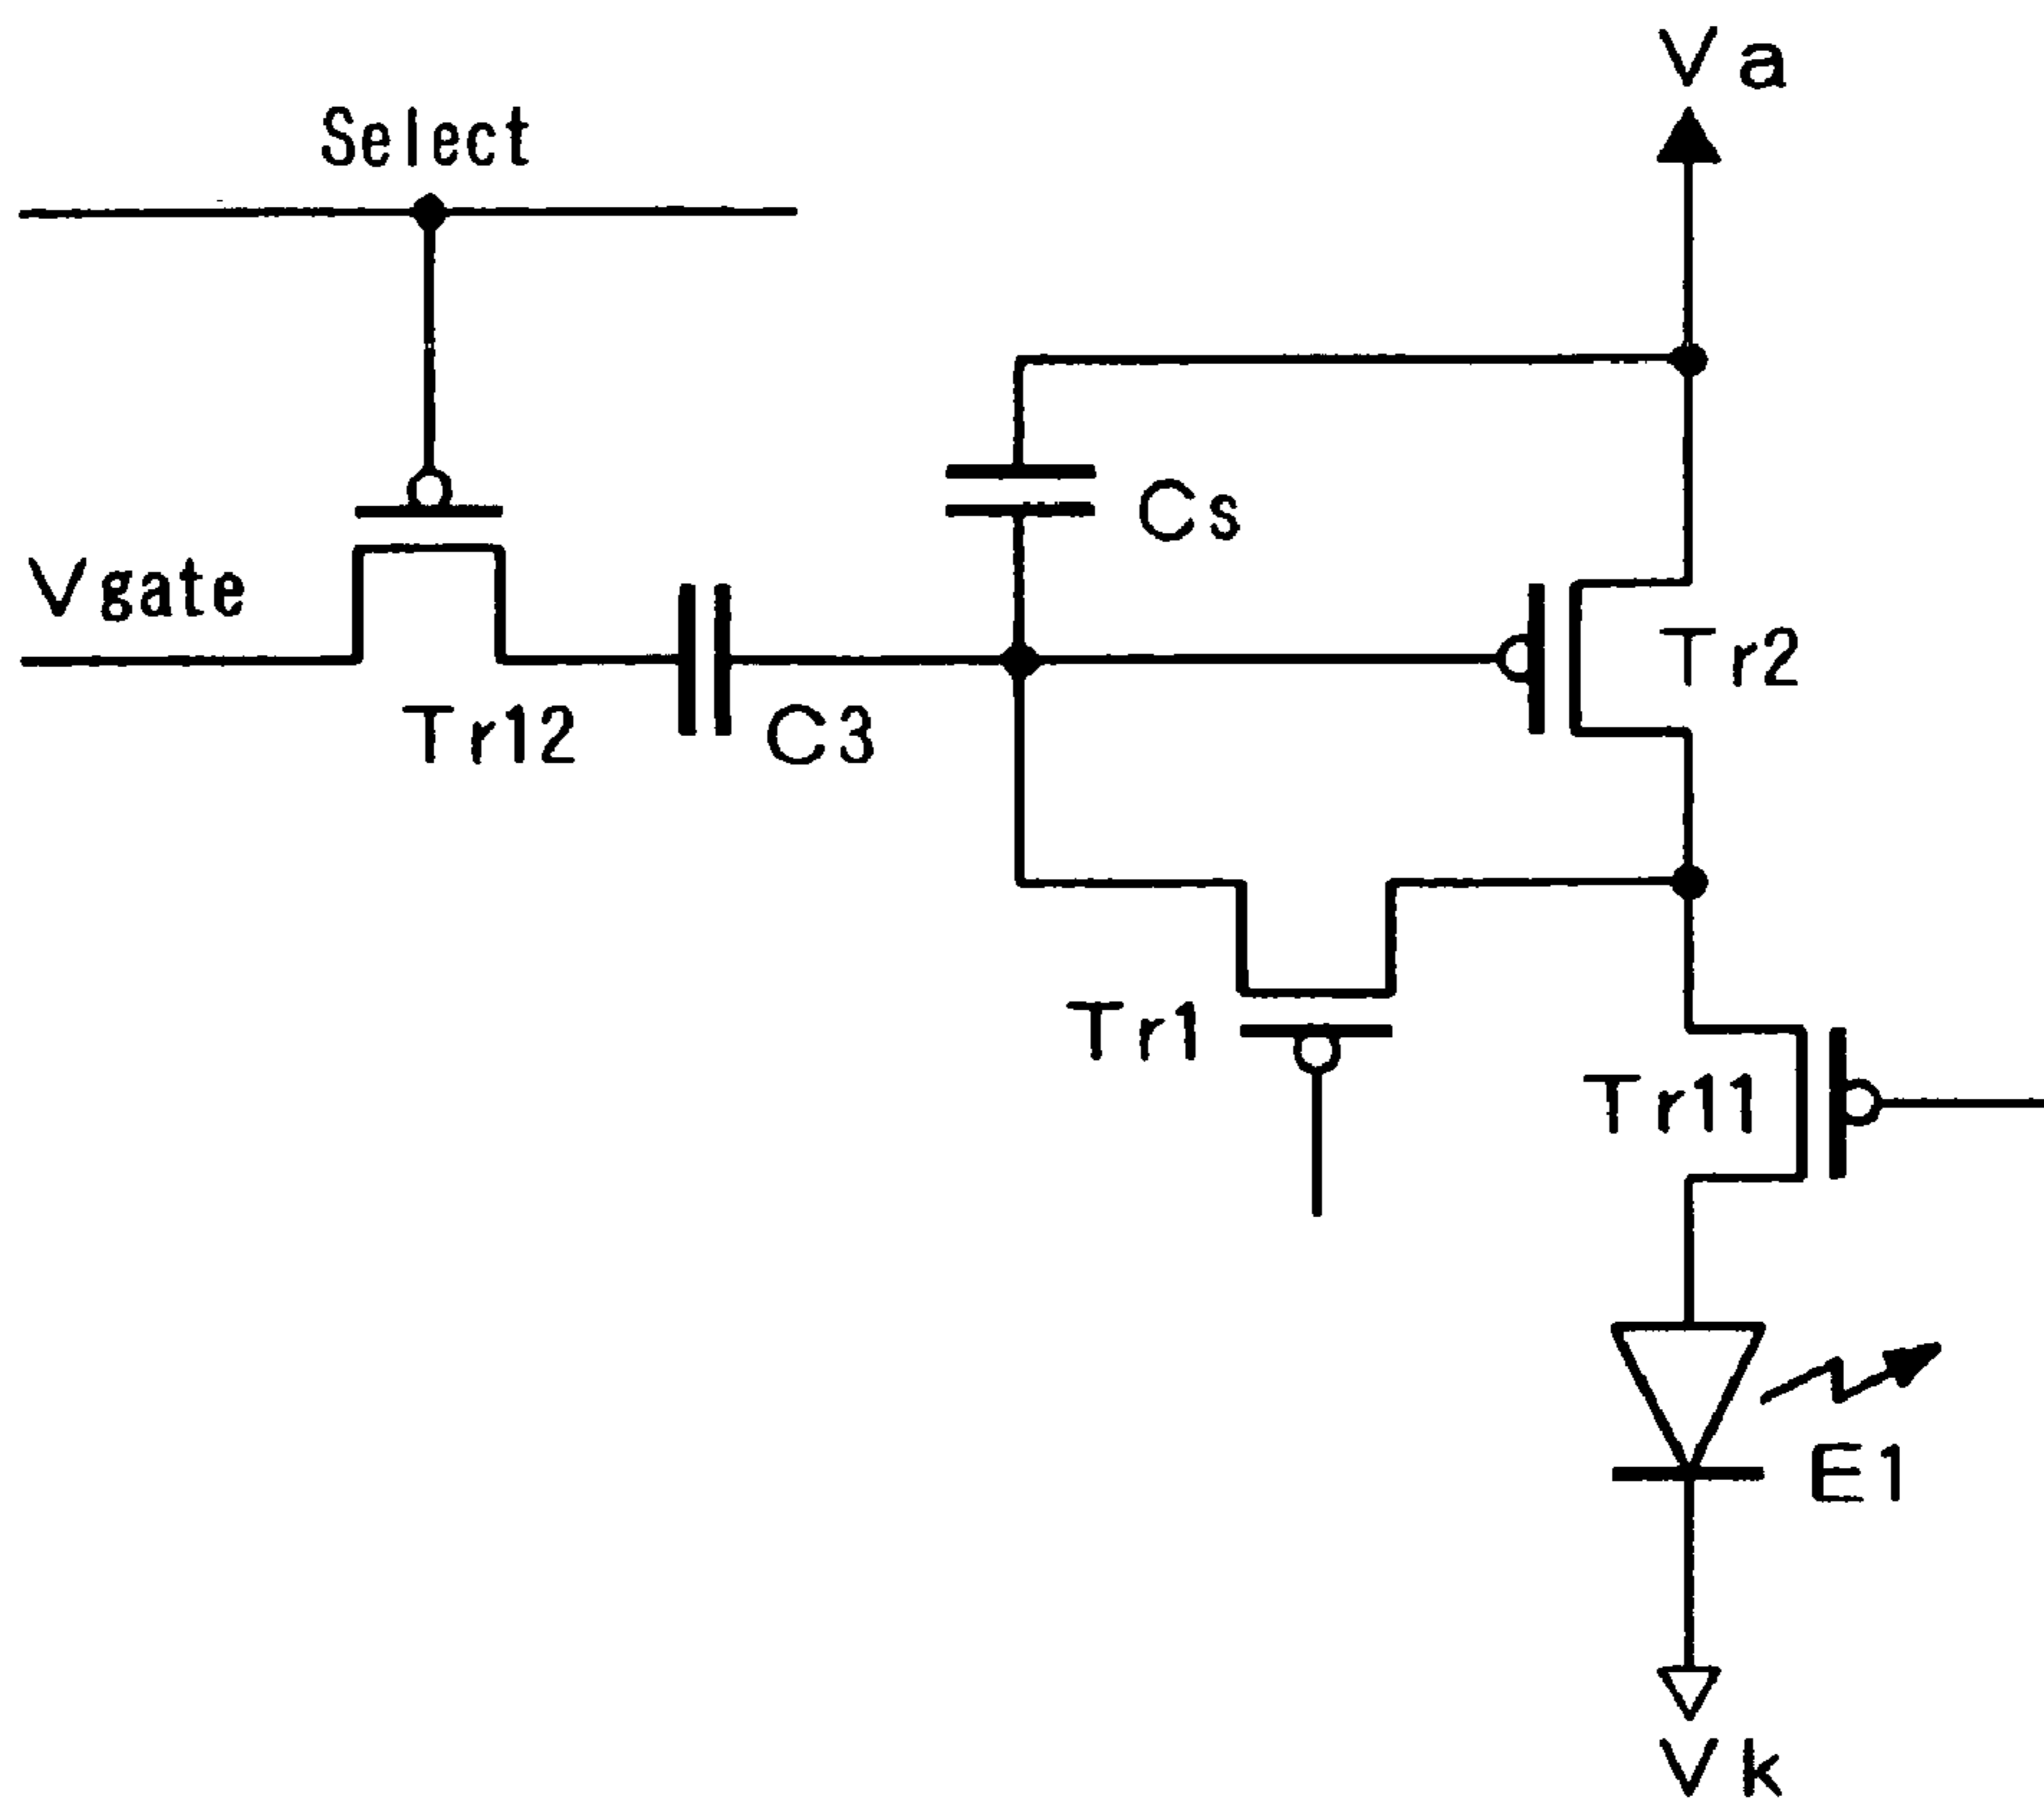 Va
Select
Cs
Vgate
Tr2
Tr12
C3
Tr1
Tr11
E1
Vk